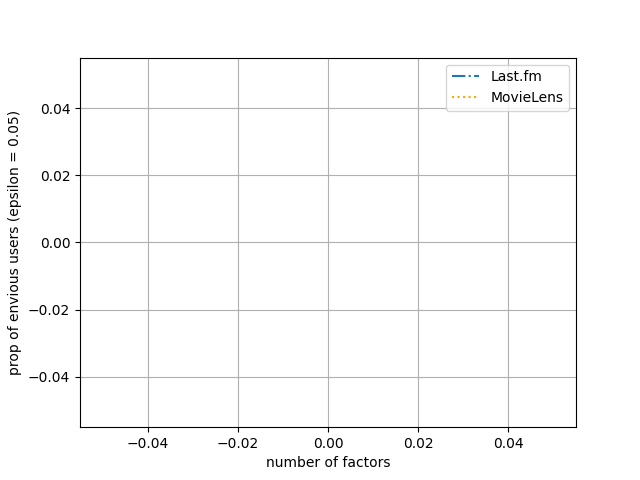 Last.fm
MovieLens
prop of envious users (epsilon = 0.05)
0.04
0.02
0.00
−0.02
−0.04
−0.04
−0.02
0.00
0.02
0.04
number of factors